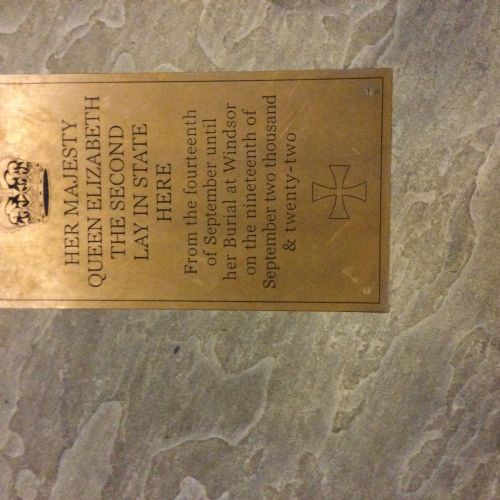 HER MAJESTY
QUEEN ELIZABETH
THE SECOND
LAY IN STATE
HERE
From the fourteenth
of September until
her Burial at Windsor
on the nineteenth of
September two thousand
& twenty-two